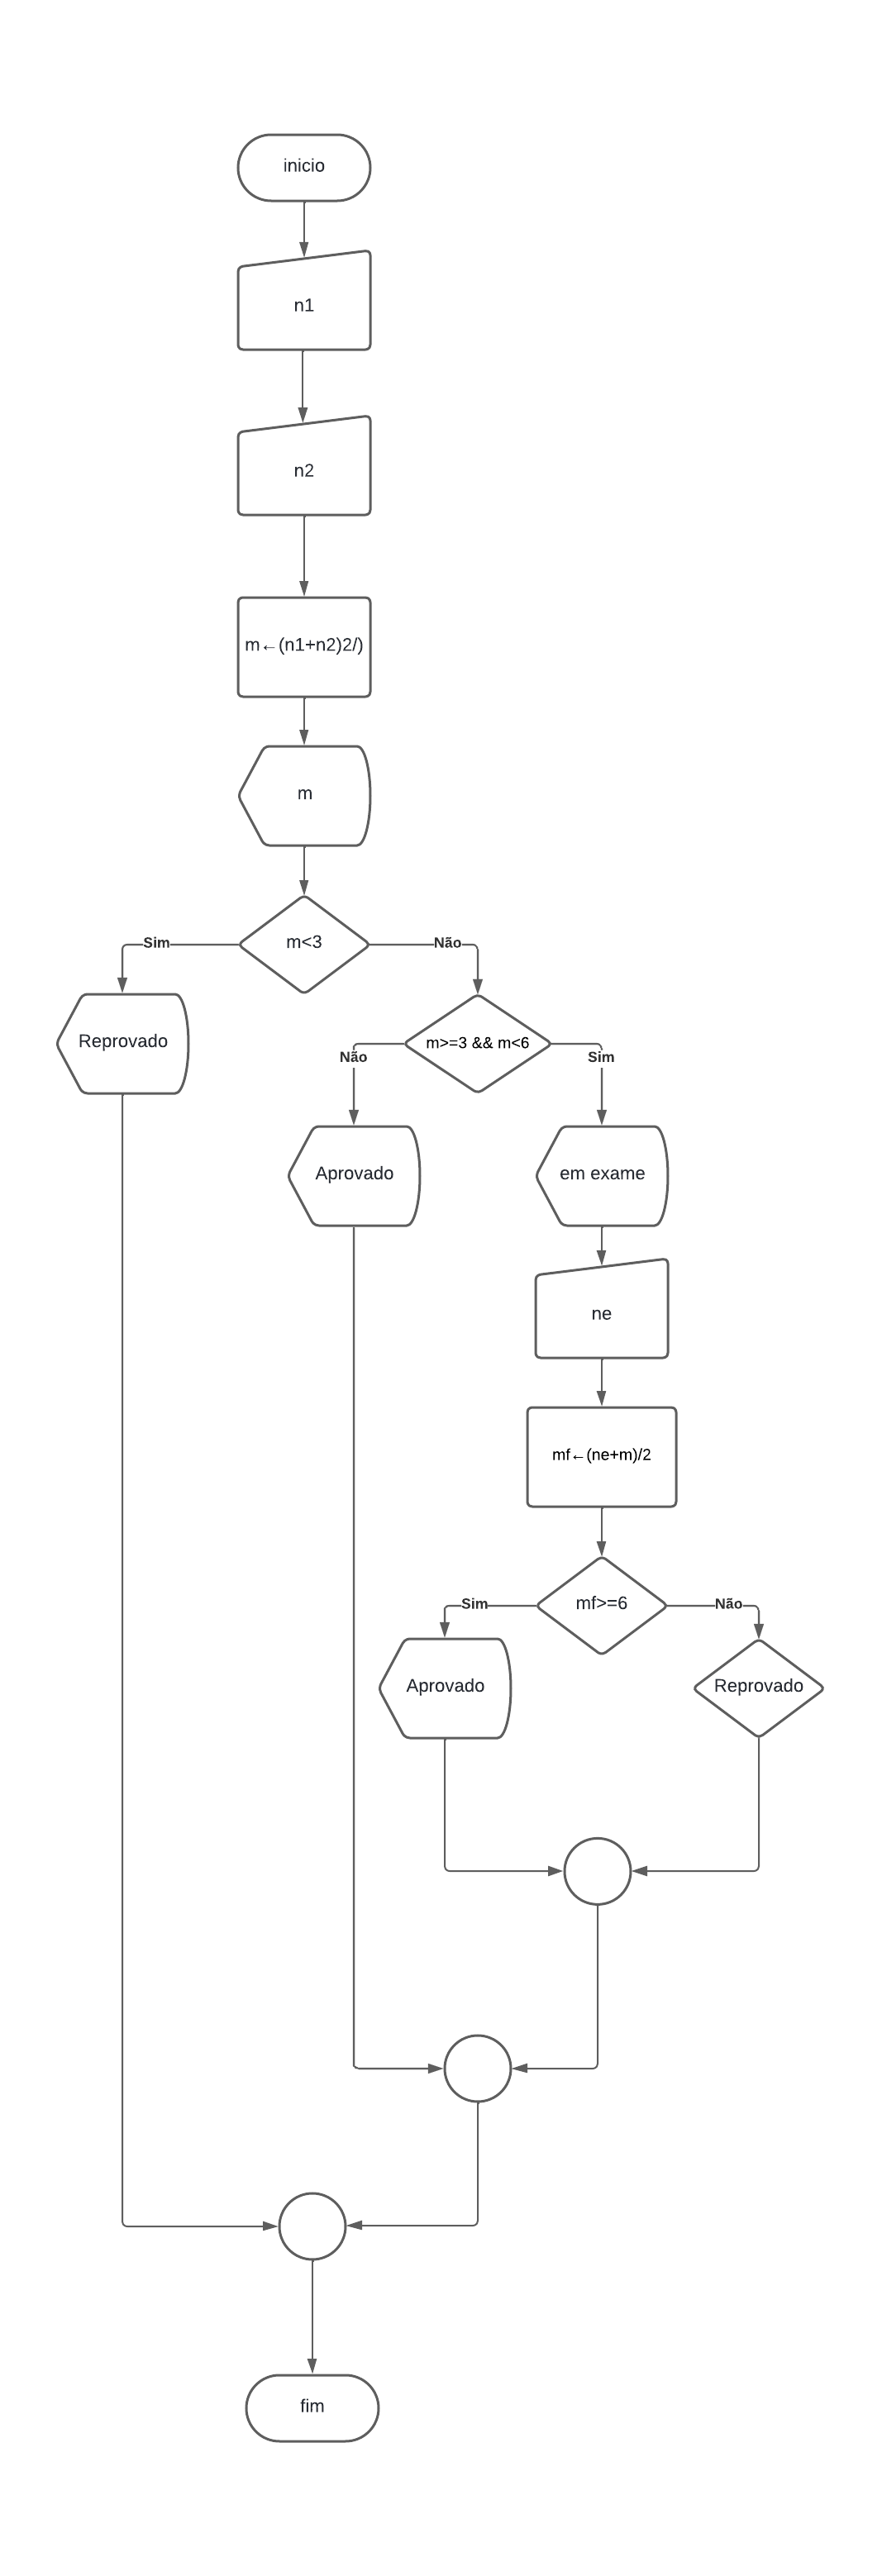 inicio
n1
n2
m←(n1+n2)2/)
m
m<3
Sim
Não
Reprovado
m>=3 && m<6
Não
Sim
Aprovado
em exame
ne
mf←(ne+m)/2
mf>=6
Sim
Não
Aprovado
Reprovado
fim